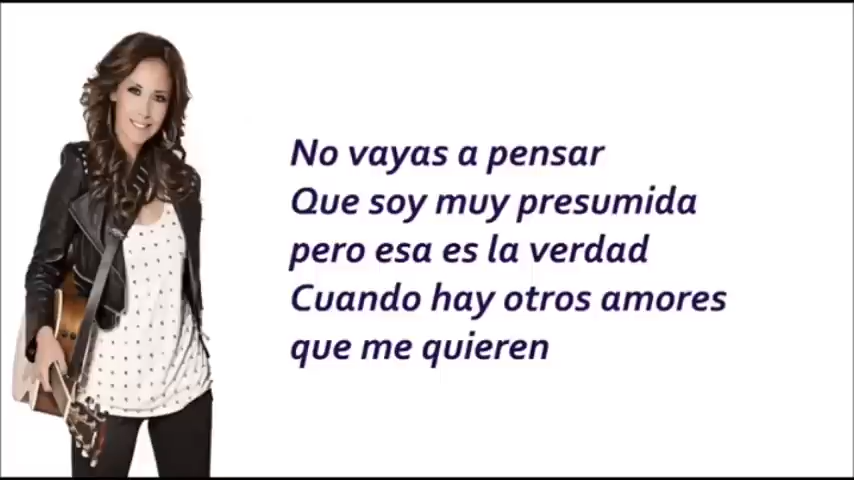 No vayas a pensar
Que soy muy presumida
pero esa es la verdad
Cuando hay otros amores
que me quieren